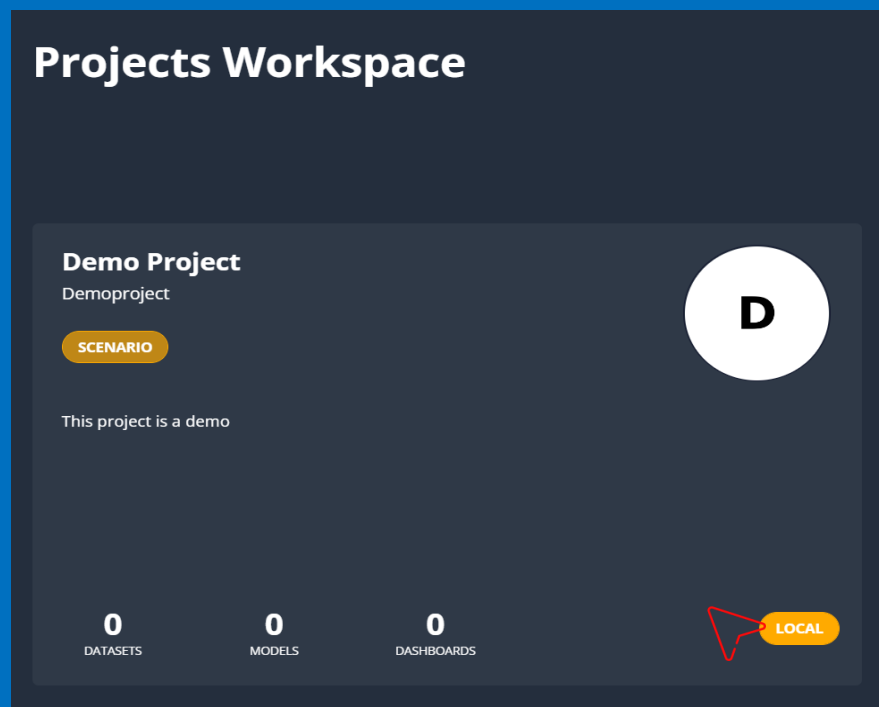 Projects Workspace
Demo Project
Demoproject
D
SCENARIO
This project is a demo
0 0 0
DATASETS MODELS DASHBOARDS
LOCAL